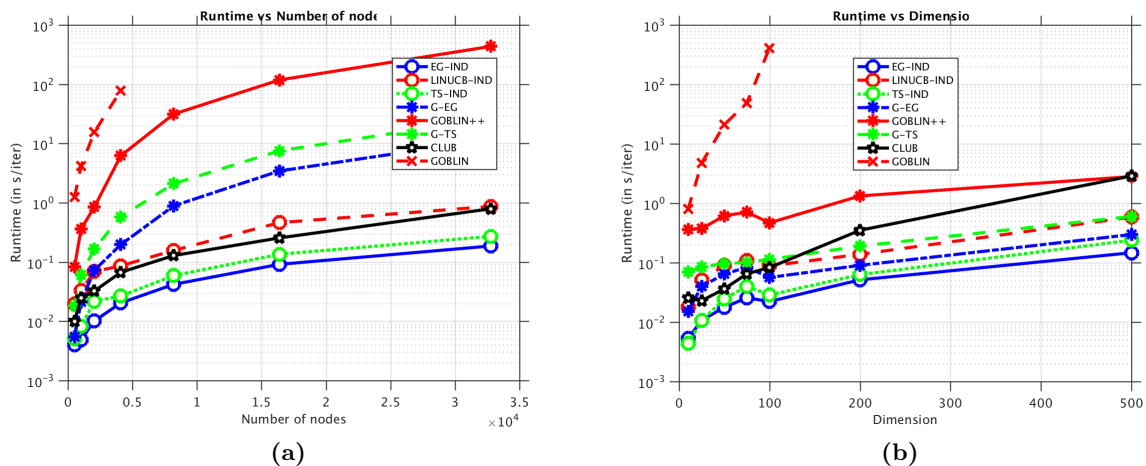 Runtime vs Number of node
10^3
10^2
10^1
10^0
10^-1
10^-2
10^-3
Runtime (in s/iter)
EG-IND
LINUCB-IND
TS-IND
G-EG
GOBLIN++
G-TS
CLUB
GOBLIN
0 0.5 1 1.5 2 2.5 3 3.5
×10^4
Number of nodes
(a)
Runtime vs Dimensio
10^3
10^2
10^1
10^0
10^-1
10^-2
10^-3
Runtime (in s/iter)
EG-IND
LINUCB-IND
TS-IND
G-EG
GOBLIN++
G-TS
CLUB
GOBLIN
0 100 200 300 400 500
Dimension
(b)